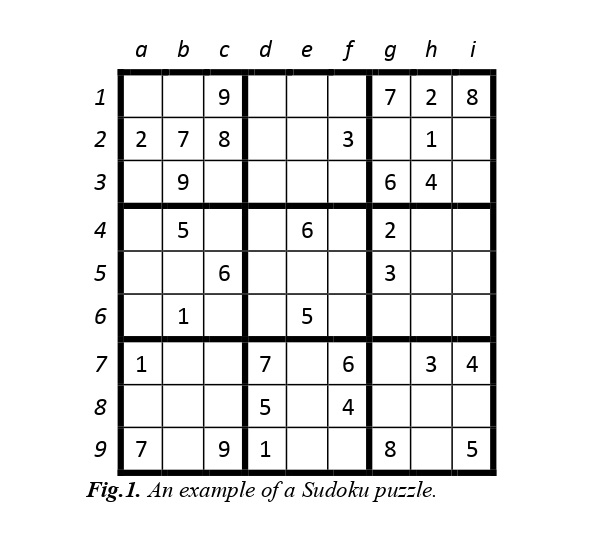 a b c d e f g h i
1 9 7 2 8
2 2 7 8 3 1
3 9 6 4
4 5 6 2
5 6 3
6 1 5
7 1 7 6 3 4
8 5 4
9 7 9 1 8 5
Fig.1. An example of a Sudoku puzzle.